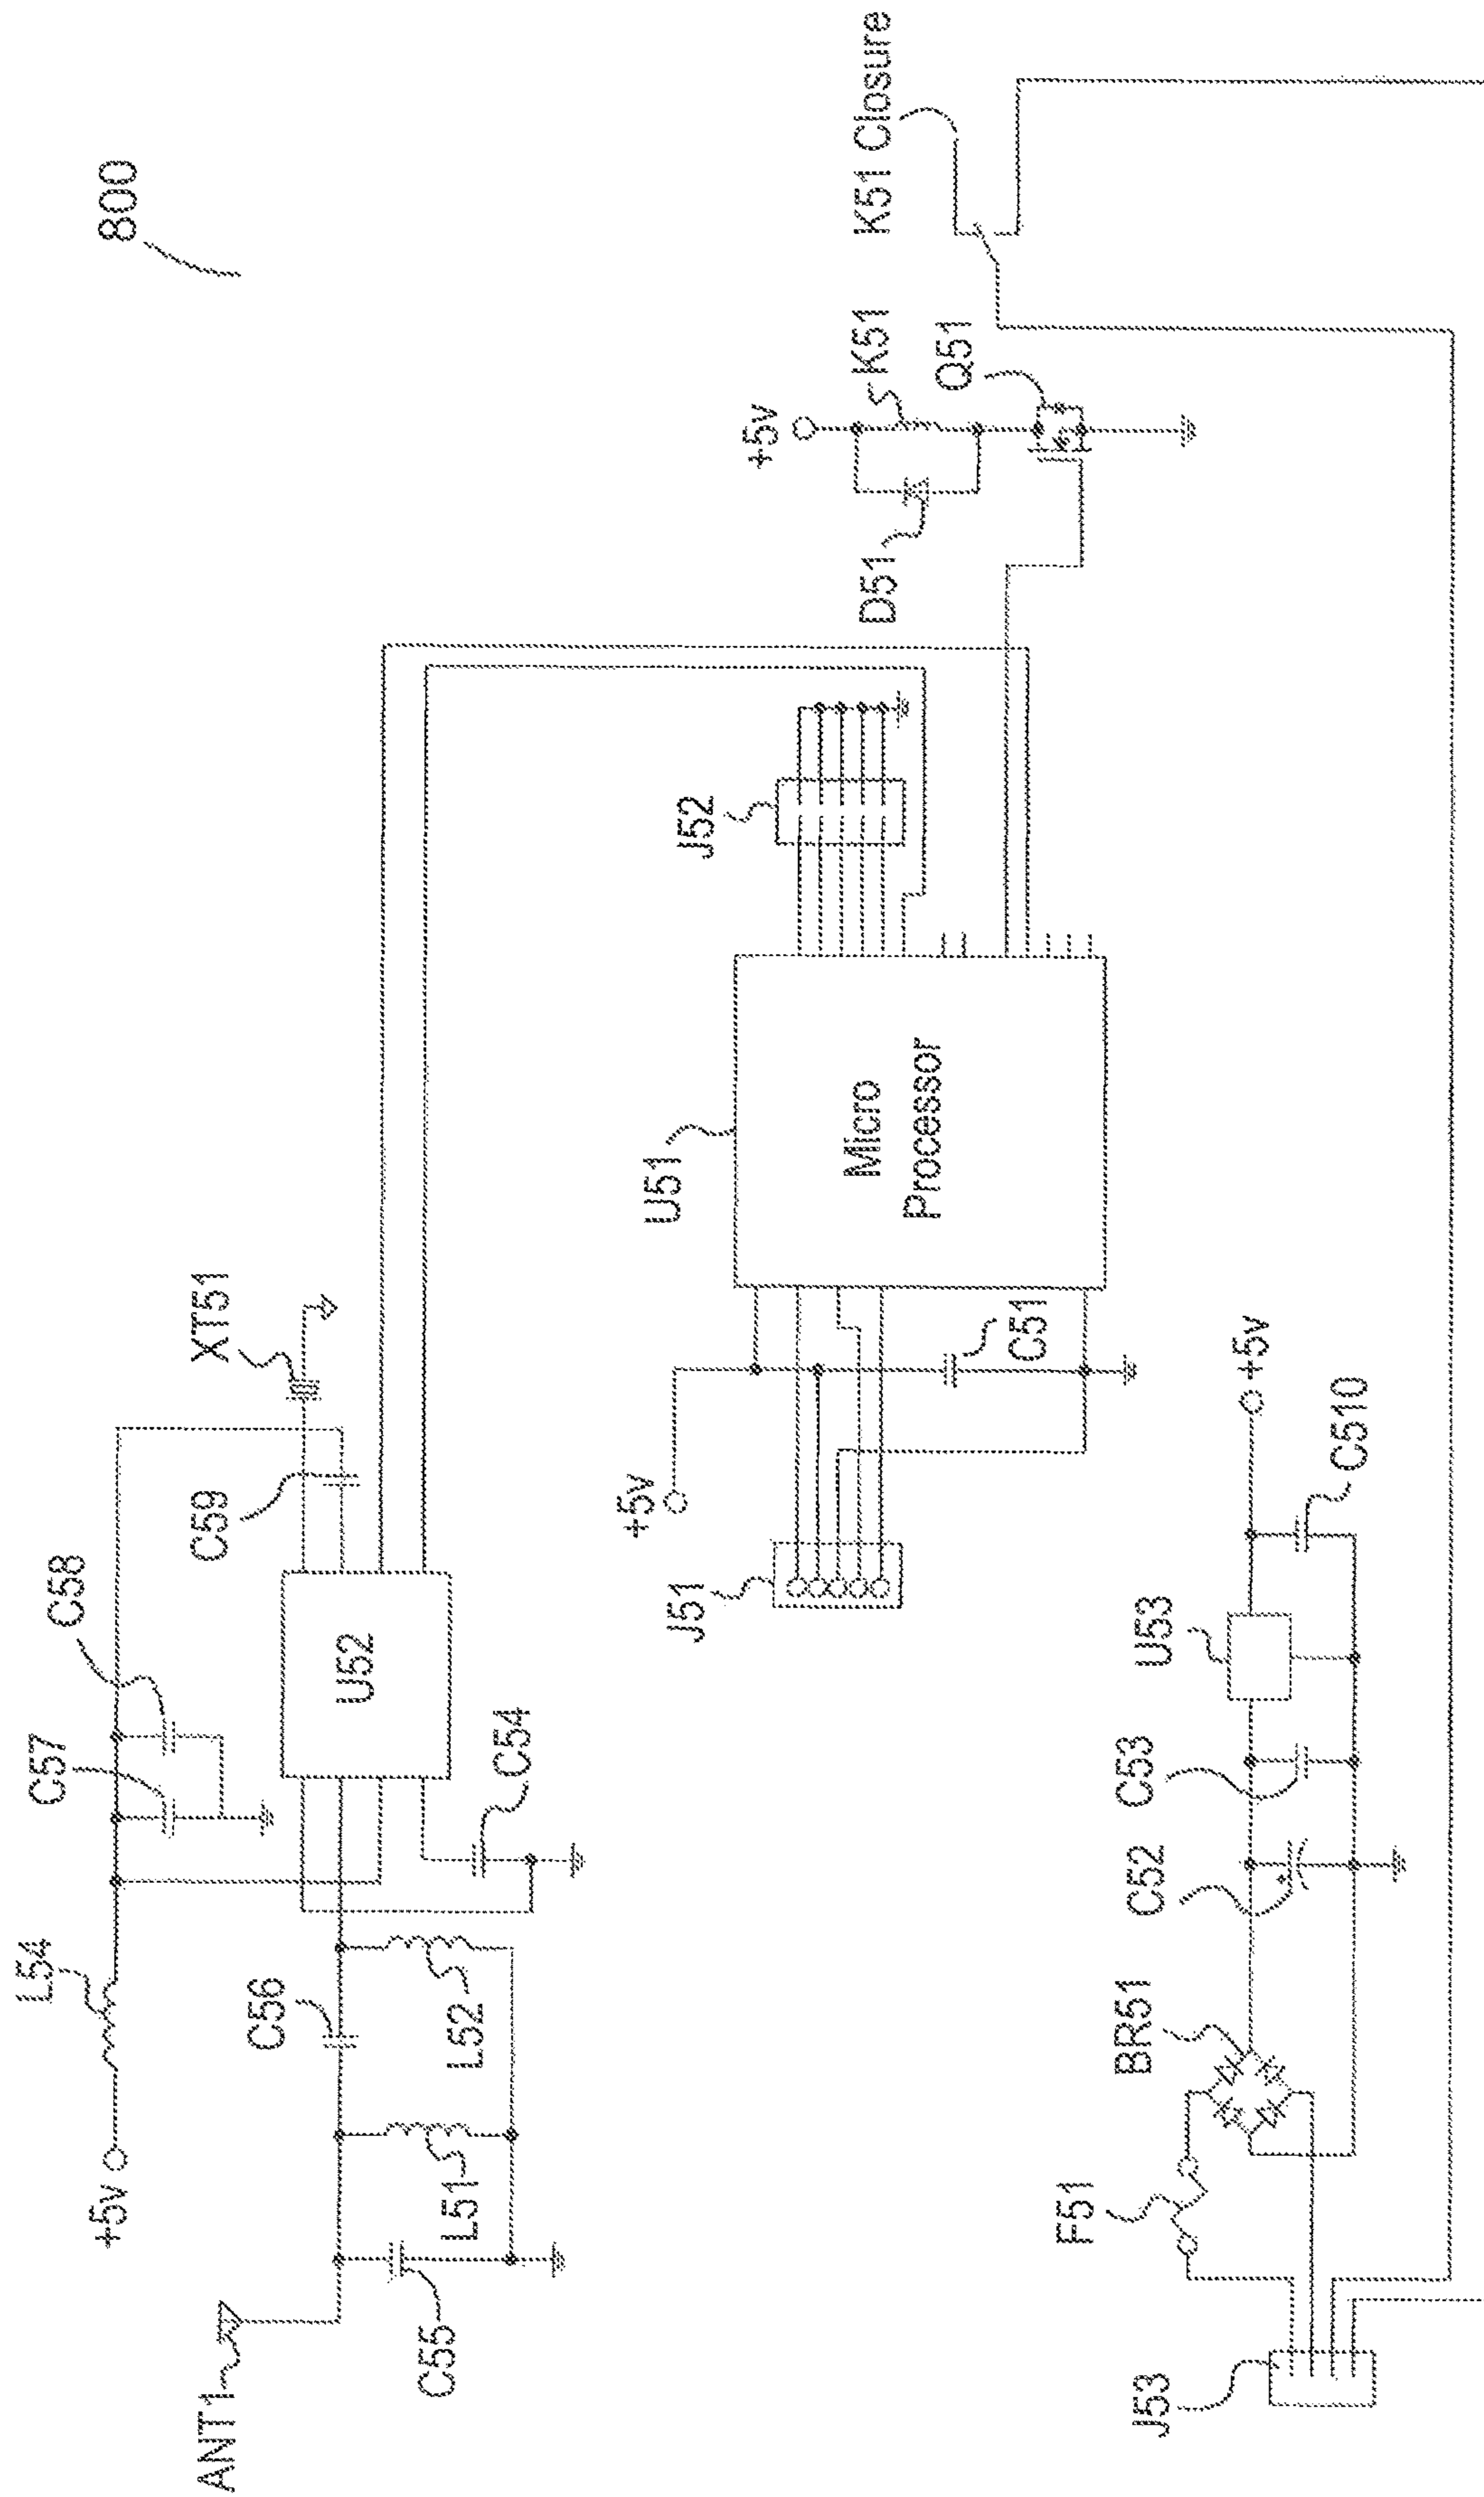 800
+5v
L54
C57
C58
C59
XT51
ANT1
C56
U52
C55
L51
L52
C54
J51
+5v
U51
Micro
Processor
C51
J52
+5v
D51
K51
Q51
K51 Closure
J53
F51
BR51
C52
C53
U53
+5v
C510